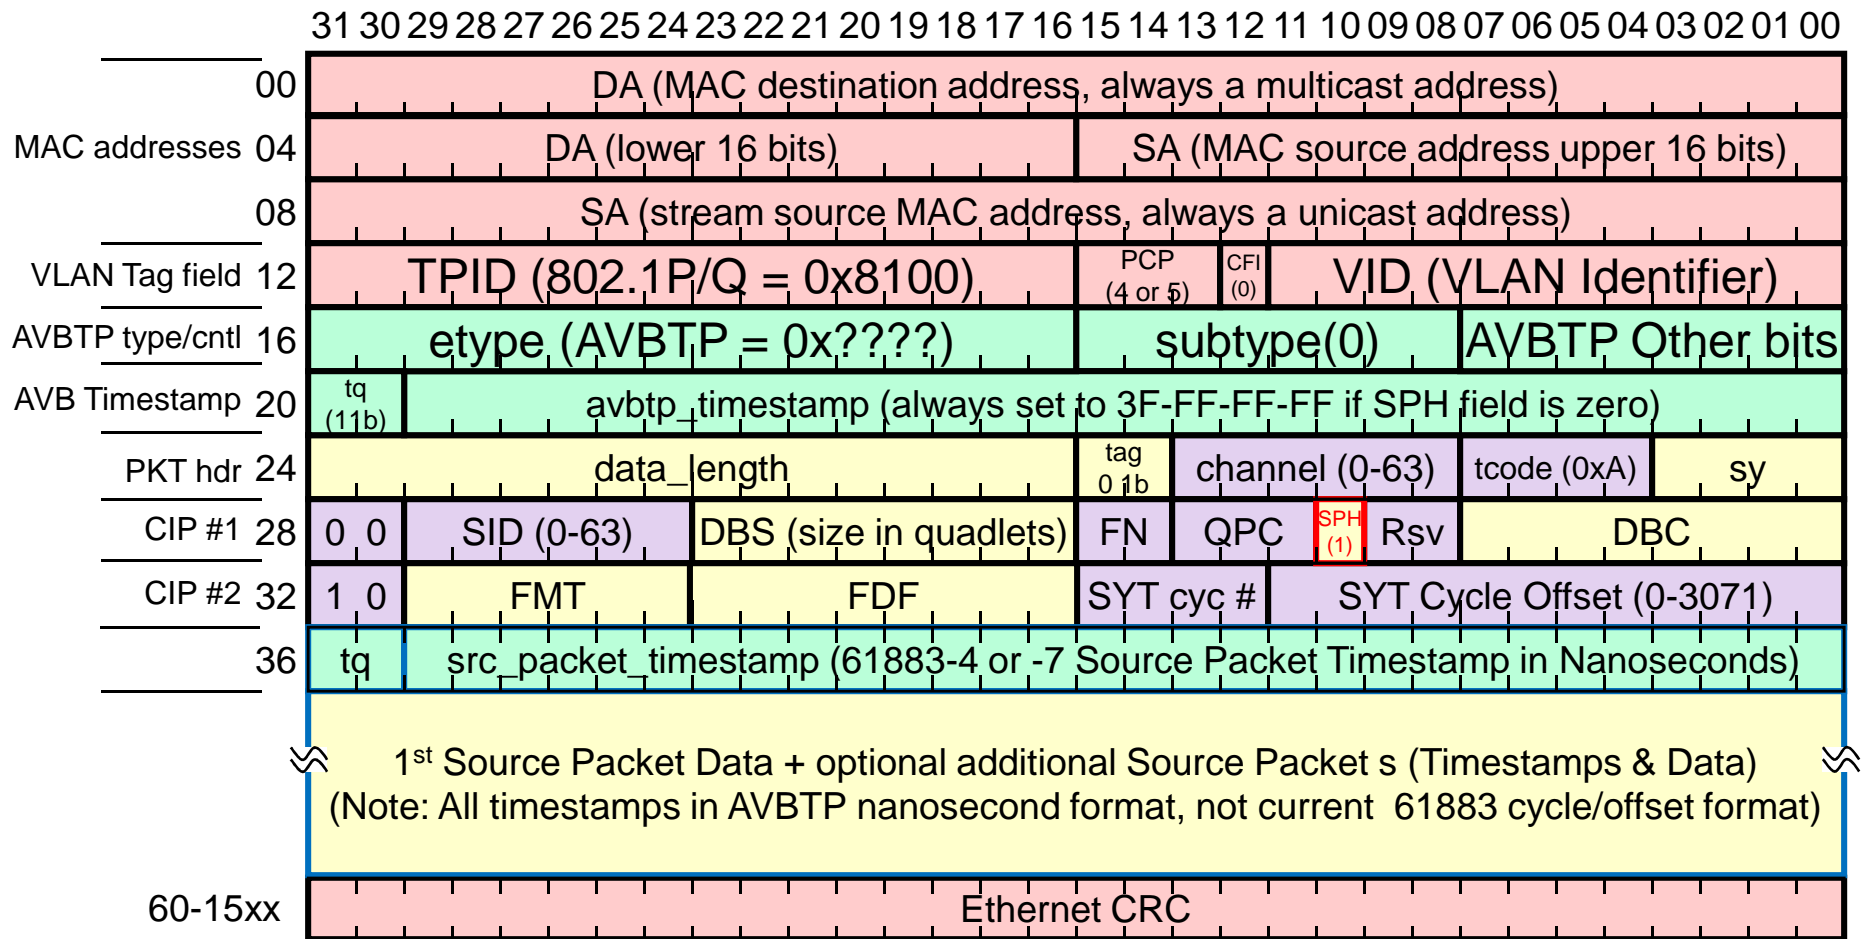 31 30 29 28 27 26 25 24 23 22 21 20 19 18 17 16 15 14 13 12 11 10 09 08 07 06 05 04 03 02 01 00
00 DA (MAC destination address, always a multicast address)
MAC addresses 04 DA (lower 16 bits) SA (MAC source address upper 16 bits)
08 SA (stream source MAC address, always a unicast address)
VLAN Tag field 12 TPID (802.1P/Q = 0x8100) PCP (4 or 5) CFI (0) VID (VLAN Identifier)
AVBTP type/cntl 16 etype (AVBTP = 0x????) subtype(0) AVBTP Other bits
AVB Timestamp 20 tq (11b) avbtp_timestamp (always set to 3F-FF-FF-FF if SPH field is zero)
PKT hdr 24 data_length tag 0 1b channel (0-63) tcode (0xA) sy
CIP #1 28 0 0 SID (0-63) DBS (size in quadlets) FN QPC SPH (1) Rsv DBC
CIP #2 32 1 0 FMT FDF SYT cyc # SYT Cycle Offset (0-3071)
36 tq src_packet_timestamp (61883-4 or -7 Source Packet Timestamp in Nanoseconds)
1st Source Packet Data + optional additional Source Packet s (Timestamps & Data)
(Note: All timestamps in AVBTP nanosecond format, not current 61883 cycle/offset format)
60-15xx Ethernet CRC